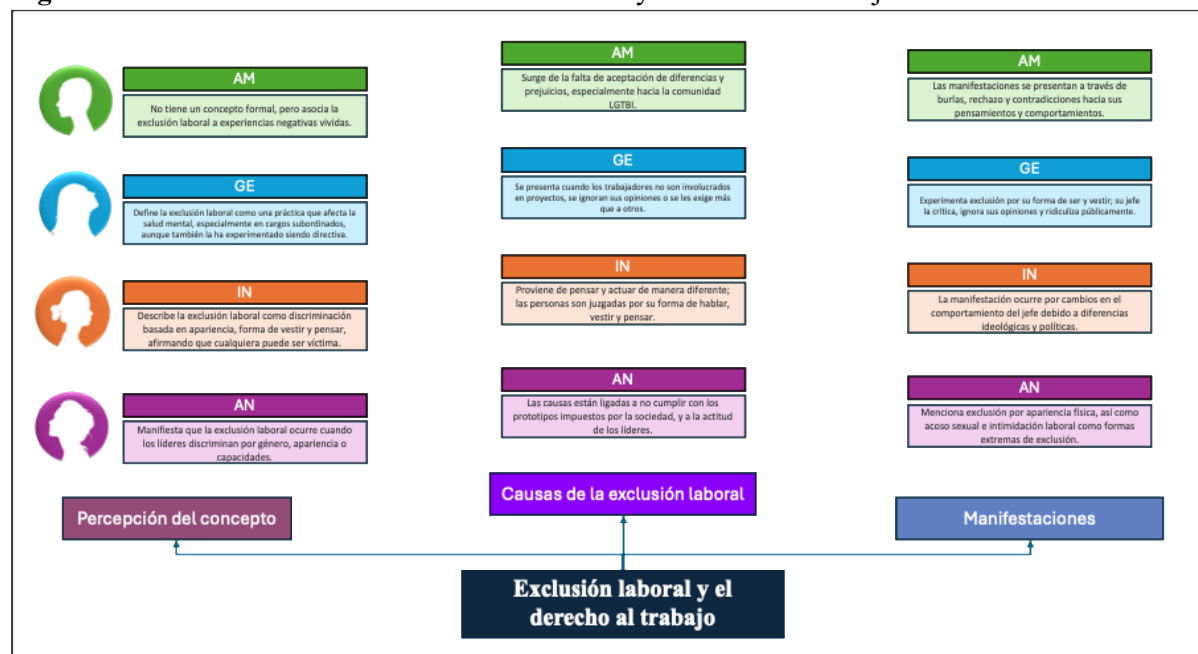 AM
No tiene un concepto formal, pero asocia la
exclusión laboral a experiencias negativas vividas.
GE
Define la exclusión laboral como una práctica que afecta la
salud mental, especialmente en cargos subordinados,
aunque también la ha experimentado siendo directiva.
IN
Describe la exclusión laboral como discriminación
basada en apariencia, forma de vestir y pensar,
afirmando que cualquiera puede ser víctima.
AN
Manifiesta que la exclusión laboral ocurre cuando
los líderes discriminan por género, apariencia o
capacidades.
Percepción del concepto
AM
Surge de la falta de aceptación de diferencias y
prejuicios, especialmente hacia la comunidad
LGTBI.
GE
Se presenta cuando los trabajadores no son involucrados
en proyectos, se ignoran sus opiniones o se les exige más
que a otros.
IN
Proviene de pensar y actuar de manera diferente;
las personas son juzgadas por su forma de hablar,
vestir y pensar.
AN
Las causas están ligadas a no cumplir con los
prototipos impuestos por la sociedad, y a la actitud
de los líderes.
Causas de la exclusión laboral
AM
Las manifestaciones se presentan a través de
burlas, rechazo y contradicciones hacia sus
pensamientos y comportamientos.
GE
Experimenta exclusión por su forma de ser y vestir; su jefe
la crítica, ignora sus opiniones y ridiculiza públicamente.
IN
La manifestación ocurre por cambios en el
comportamiento del jefe debido a diferencias
ideológicas y políticas.
AN
Menciona exclusión por apariencia física, así como
acoso sexual e intimidación laboral como formas
extremas de exclusión.
Manifestaciones
Exclusión laboral y el
derecho al trabajo